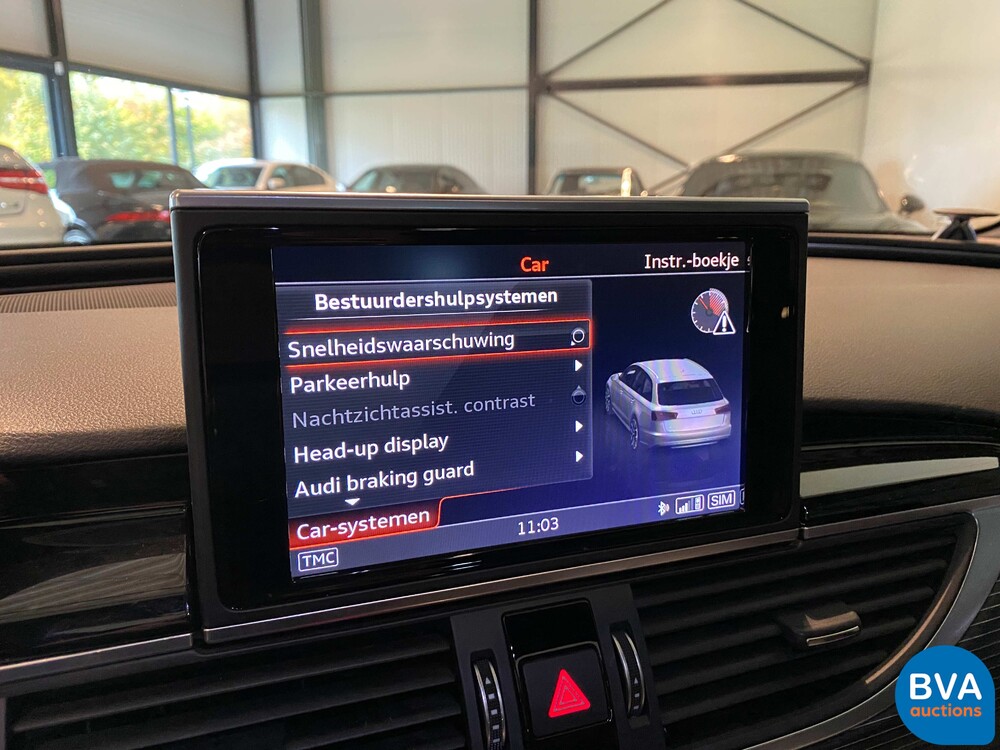 Car
Instr.-boekje
Bestuurdershulpsystemen
Snelheidswaarschuwing
Parkeerhulp
Nachtzichtassist. contrast
Head-up display
Audi braking guard
Car-systemen
11:03
SIM
TMC
BVA
auctions